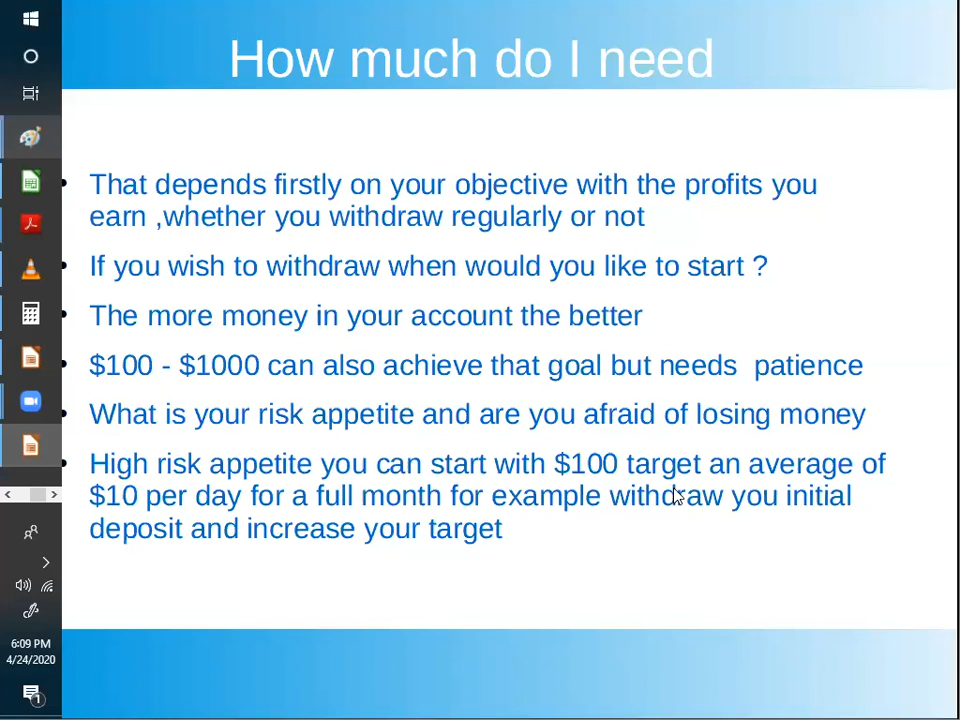 How much do I need
• That depends firstly on your objective with the profits you
earn ,whether you withdraw regularly or not
• If you wish to withdraw when would you like to start ?
• The more money in your account the better
• $100 - $1000 can also achieve that goal but needs  patience
• What is your risk appetite and are you afraid of losing money
• High risk appetite you can start with $100 target an average of
$10 per day for a full month for example withdraw you initial
deposit and increase your target
6:09 PM
4/24/2020
1